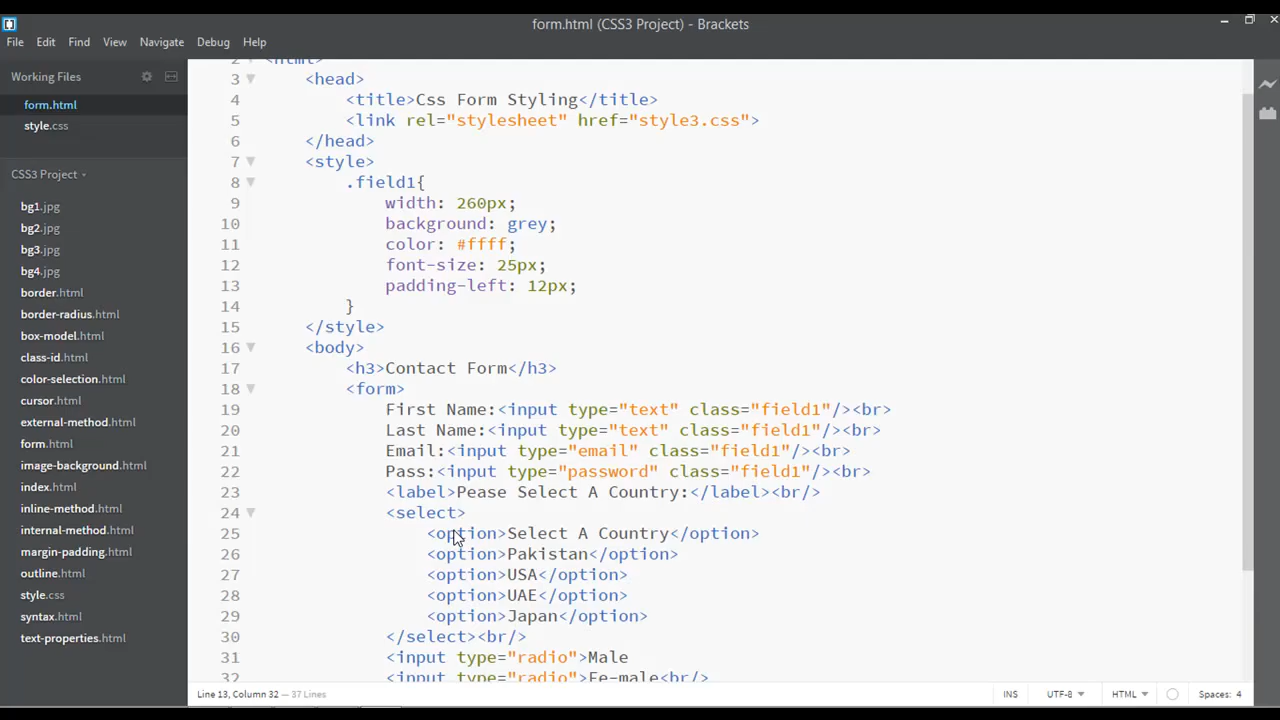 form.html (CSS3 Project) - Brackets
File Edit Find View Navigate Debug Help
Working Files
form.html
style.css
CSS3 Project
bg1.jpg
bg2.jpg
bg3.jpg
bg4.jpg
border.html
border-radius.html
box-model.html
class-id.html
color-selection.html
cursor.html
external-method.html
form.html
image-background.html
index.html
inline-method.html
internal-method.html
margin-padding.html
outline.html
style.css
syntax.html
text-properties.html
2 <html>
3 <head>
4 <title>Css Form Styling</title>
5 <link rel="stylesheet" href="style3.css">
6 </head>
7 <style>
8 .field1{
9 width: 260px;
10 background: grey;
11 color: #ffff;
12 font-size: 25px;
13 padding-left: 12px;
14 }
15 </style>
16 <body>
17 <h3>Contact Form</h3>
18 <form>
19 First Name:<input type="text" class="field1"/><br>
20 Last Name:<input type="text" class="field1"/><br>
21 Email:<input type="email" class="field1"/><br>
22 Pass:<input type="password" class="field1"/><br>
23 <label>Pease Select A Country:</label><br/>
24 <select>
25 <option>Select A Country</option>
26 <option>Pakistan</option>
27 <option>USA</option>
28 <option>UAE</option>
29 <option>Japan</option>
30 </select><br/>
31 <input type="radio">Male
32 <input type="radio">Fe-male<br/>
Line 13, Column 32 — 37 Lines
INS UTF-8 HTML Spaces: 4